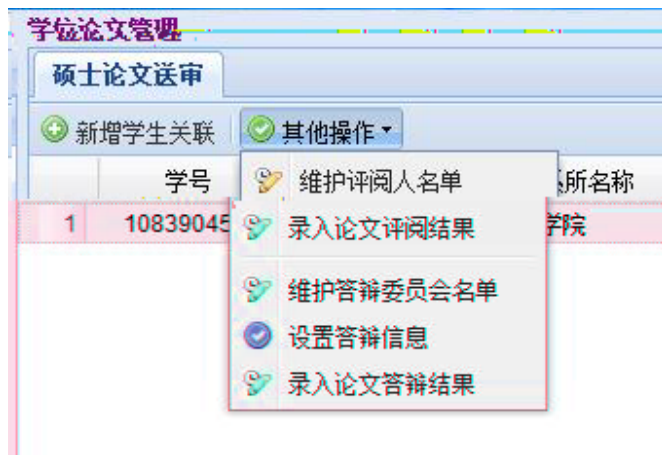 学位论文管理
硕士论文送审
新增学生关联 其他操作
学号 所名称
维护评阅人名单
1 10839045 学院
录入论文评阅结果
维护答辩委员会名单
设置答辩信息
录入论文答辩结果